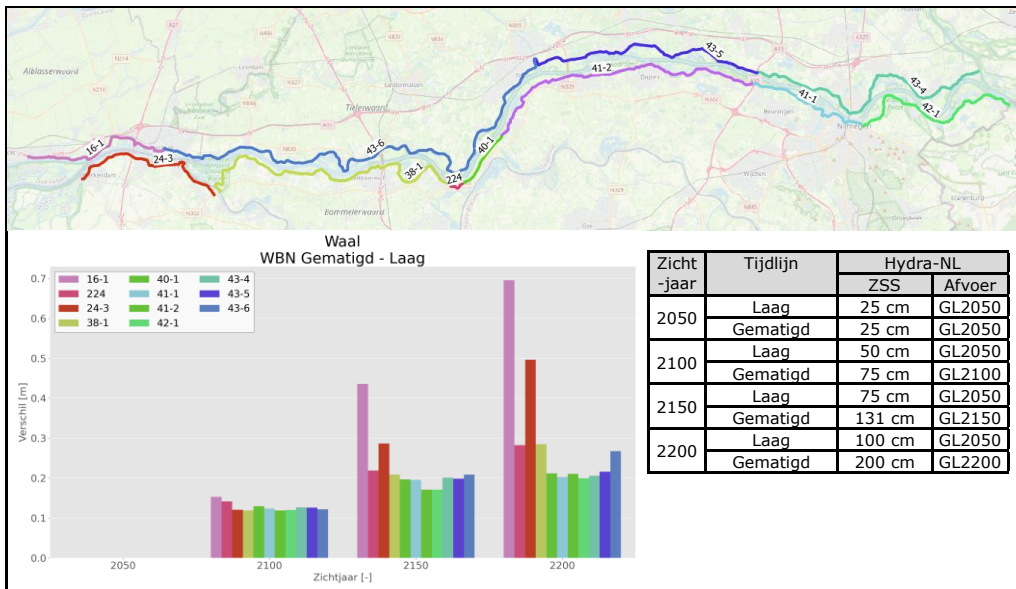 Alblasserwaard
Tielerwaard
Bommelerwaard
Geldermalsen
Druten
Beuningen
Nijmegen
Wijchen
Oss
43-5
41-2
43-4
41-1
42-1
40-1
16-1
24-3
43-6
38-1
224
Waal
WBN Gematigd - Laag
Verschil [m]
0.7
0.6
0.5
0.4
0.3
0.2
0.1
0.0
16-1 40-1 43-4
224 41-1 43-5
24-3 41-2 43-6
38-1 42-1
2050 2100 2150 2200
Zichtjaar [-]
Zicht Tijdlijn Hydra-NL
-jaar ZSS Afvoer
2050 Laag 25 cm GL2050
Gematigd 25 cm GL2050
2100 Laag 50 cm GL2050
Gematigd 75 cm GL2100
2150 Laag 75 cm GL2050
Gematigd 131 cm GL2150
2200 Laag 100 cm GL2050
Gematigd 200 cm GL2200